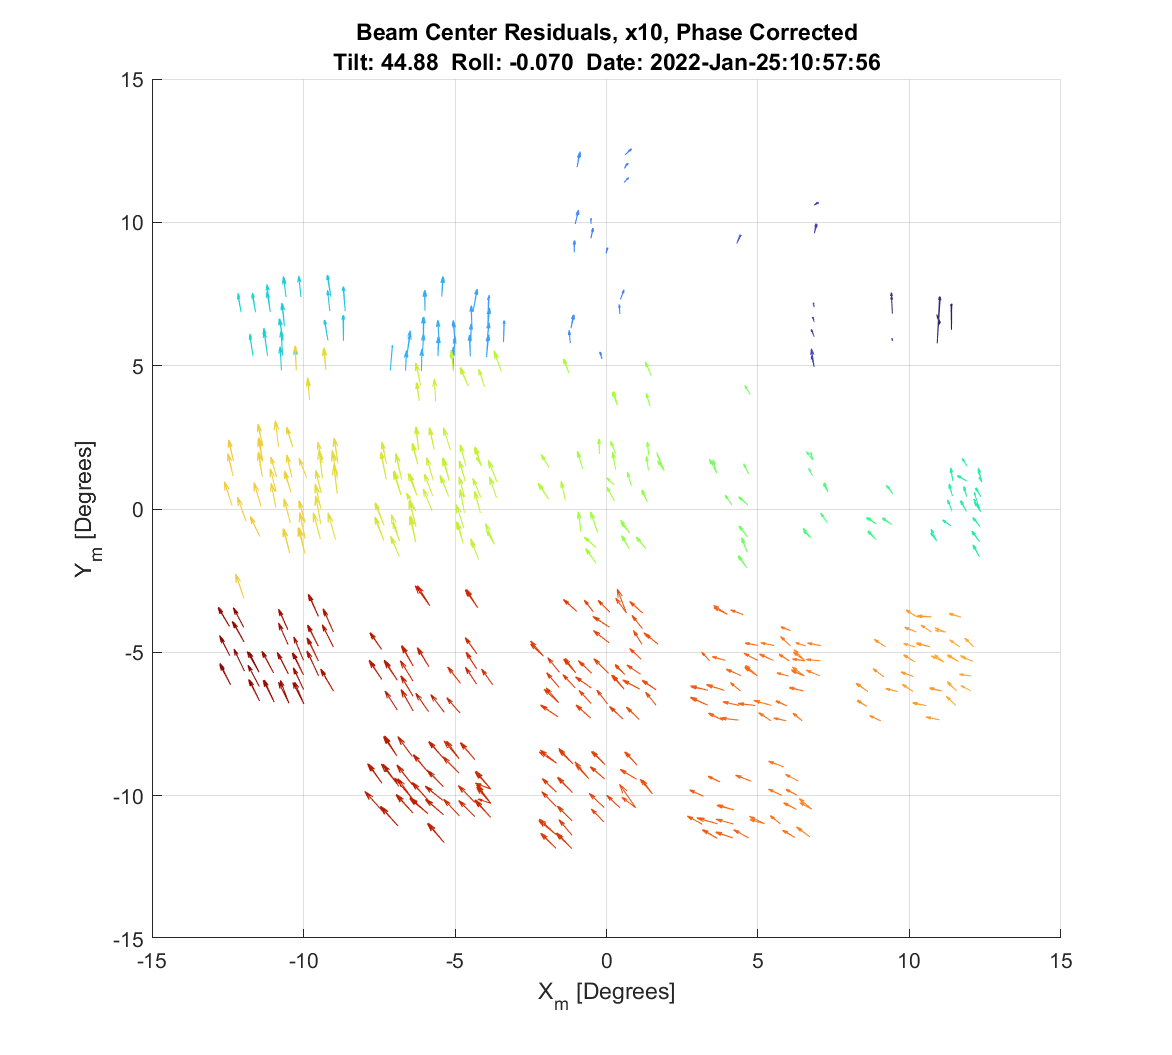 Beam Center Residuals, x10, Phase Corrected
Tilt: 44.88  Roll: -0.070  Date: 2022-Jan-25:10:57:56
15
10
5
0
-5
-10
-15
Y_m [Degrees]
-15 -10 -5 0 5 10 15
X_m [Degrees]